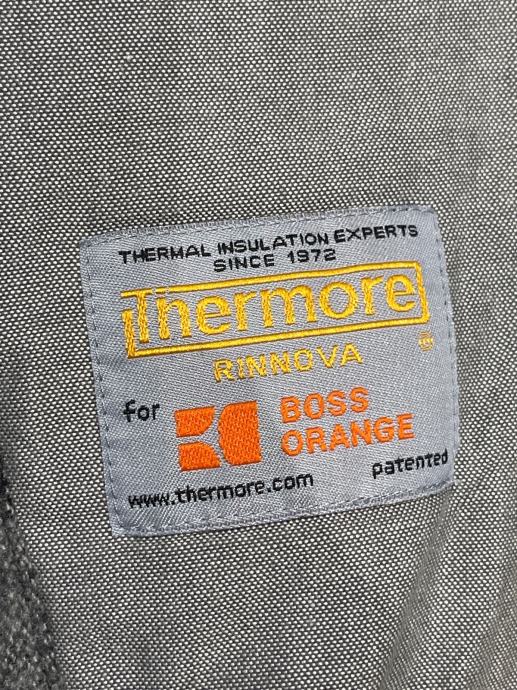 THERMAL INSULATION EXPERTS
SINCE 1972
Thermore
RINNOVA ®
for BOSS
ORANGE
patented
www.thermore.com